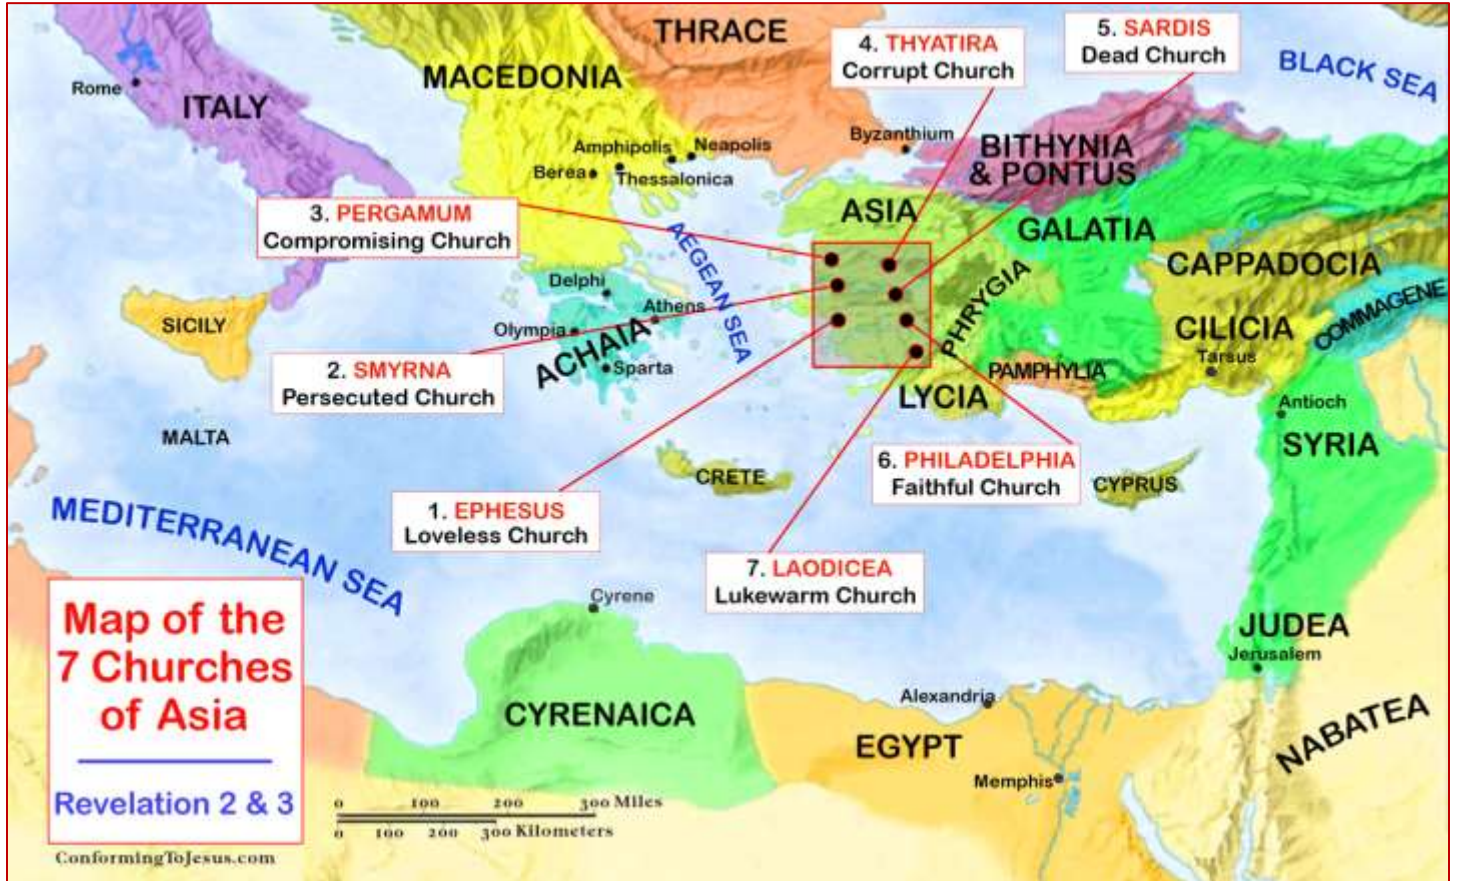 THRACE
4. THYATIRA
Corrupt Church
5. SARDIS
Dead Church
BLACK SEA
MACEDONIA
Rome
ITALY
Byzanthium
BITHYNIA
& PONTUS
Amphipolis
Neapolis
Berea
Thessalonica
3. PERGAMUM
Compromising Church
ASIA
GALATIA
AEGEAN SEA
CAPPADOCIA
PHRYGIA
COMMAGENE
Delphi
Athens
Olympia
ACHAIA
Sparta
SICILY
CILICIA
Tarsus
2. SMYRNA
Persecuted Church
PAMPHYLIA
LYCIA
Antioch
SYRIA
MALTA
CRETE
6. PHILADELPHIA
Faithful Church
CYPRUS
1. EPHESUS
Loveless Church
MEDITERRANEAN SEA
7. LAODICEA
Lukewarm Church
Cyrene
JUDEA
Jerusalem
Map of the
7 Churches
of Asia
Revelation 2 & 3
CYRENAICA
Alexandria
EGYPT
NABATEA
Memphis
0 100 200 300 Miles
0 100 200 300 Kilometers
ConformingToJesus.com